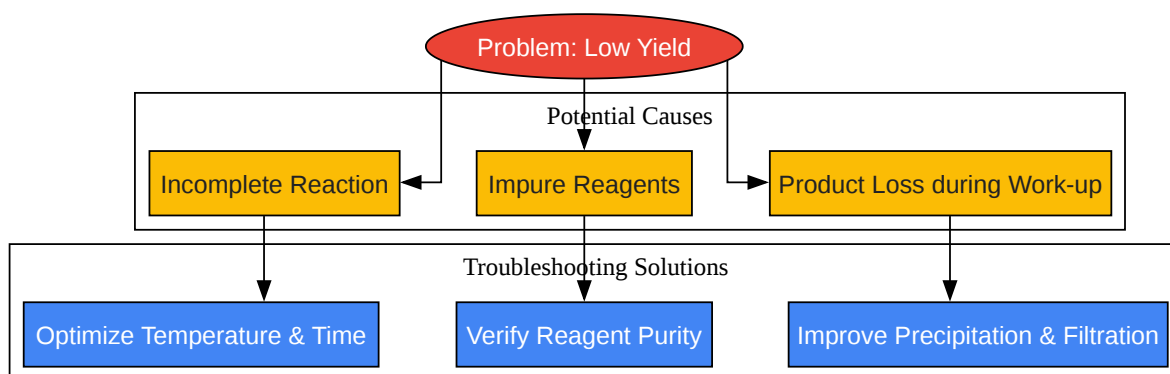 Problem: Low Yield
Potential Causes
Incomplete Reaction
Impure Reagents
Product Loss during Work-up
Troubleshooting Solutions
Optimize Temperature & Time
Verify Reagent Purity
Improve Precipitation & Filtration